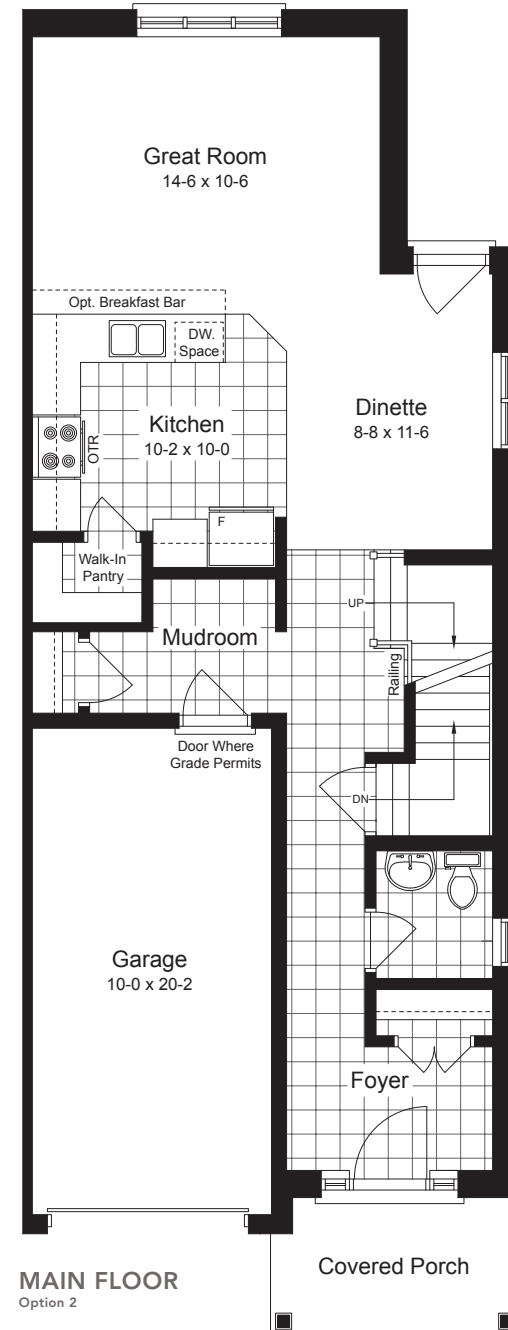 Great Room
14-6 x 10-6
Opt. Breakfast Bar
DW.
Space
Kitchen
10-2 x 10-0
OTR
Dinette
8-8 x 11-6
F
Walk-In
Pantry
UP
Mudroom
Railing
Door Where
Grade Permits
DN
Garage
10-0 x 20-2
Foyer
Covered Porch
MAIN FLOOR
Option 2